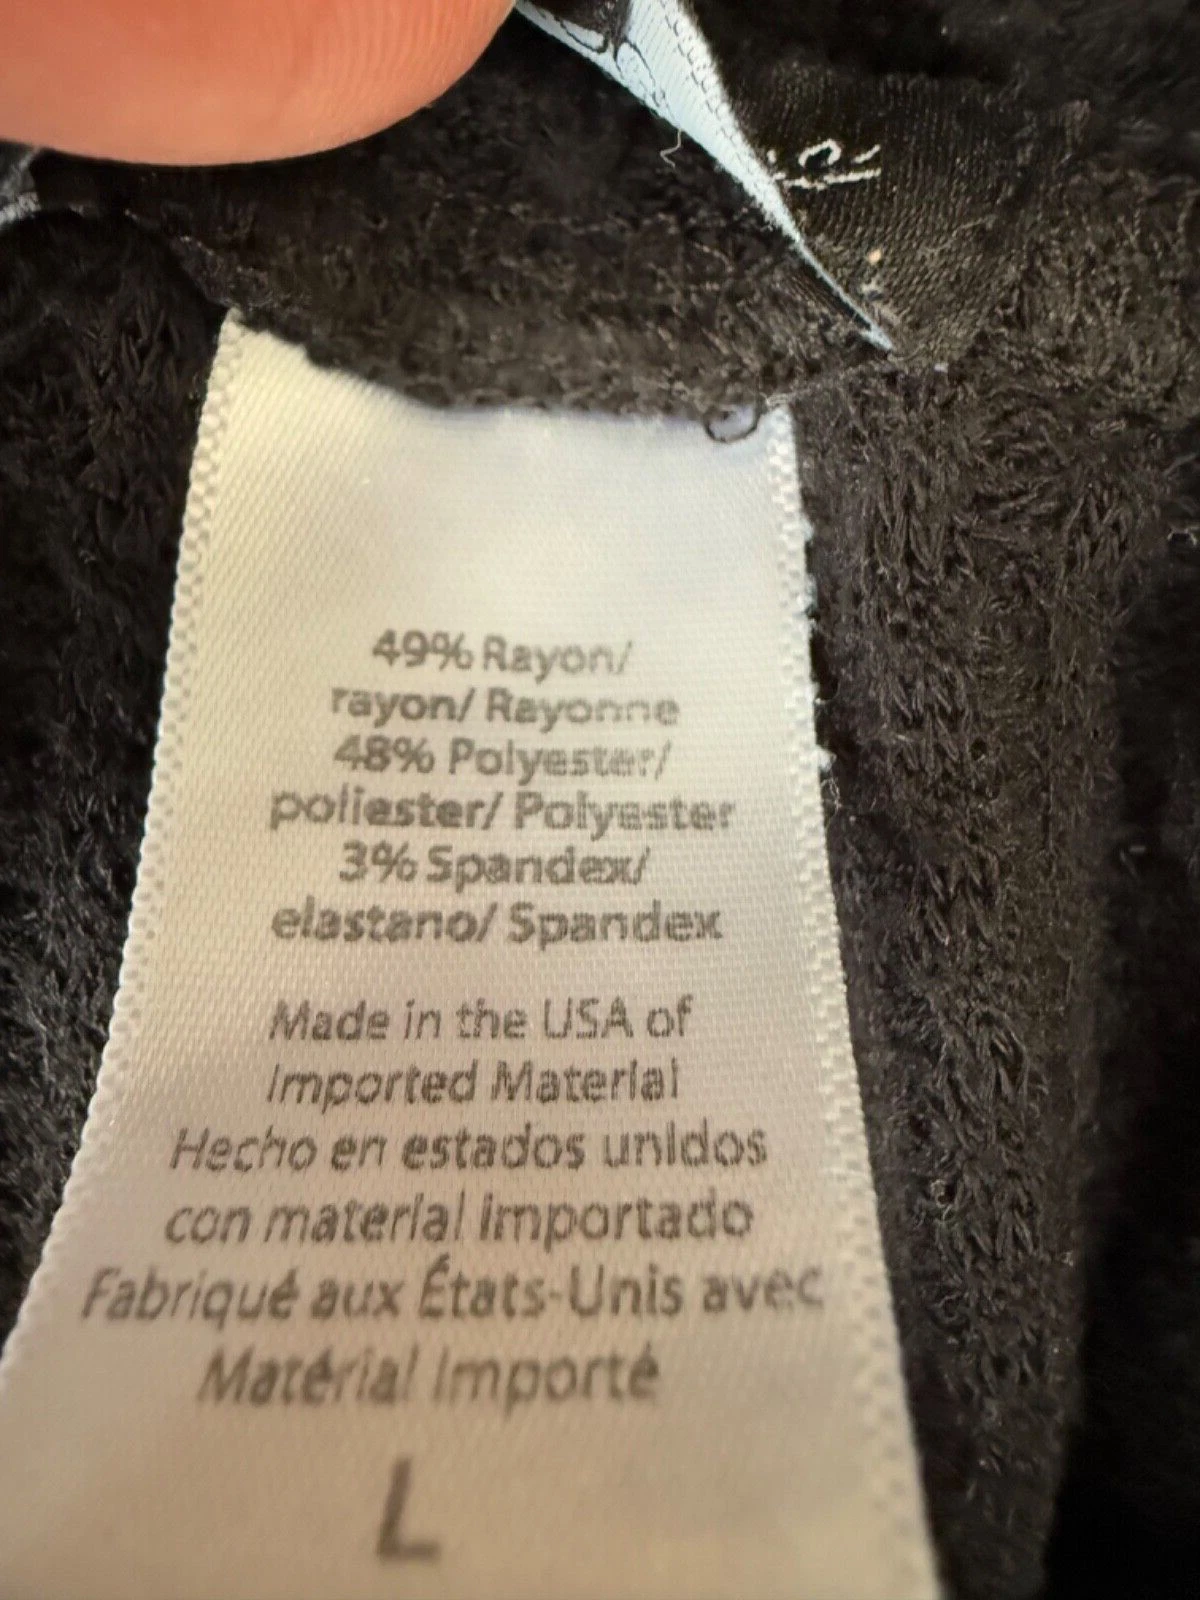 49% Rayon/
rayon/ Rayonne
48% Polyester/
poliester/ Polyester
3% Spandex/
elastano/ Spandex
Made in the USA of
Imported Material
Hecho en estados unidos
con material importado
Fabriqué aux États-Unis avec
Matérial Importé
L